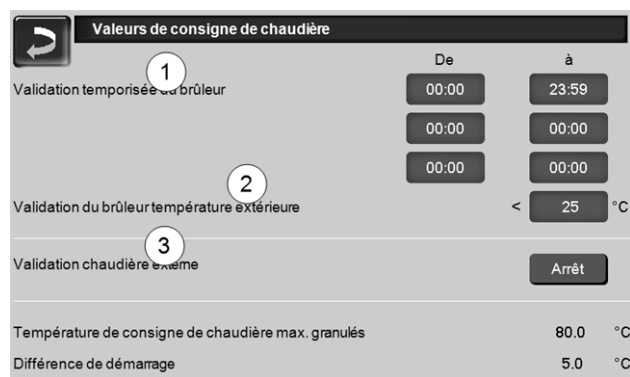 Valeurs de consigne de chaudière
De à
1
Validation temporisée du brûleur 00:00 23:59
00:00 00:00
00:00 00:00
2
Validation du brûleur température extérieure < 25 °C
3
Validation chaudière externe Arrêt
Température de consigne de chaudière max. granulés 80.0 °C
Différence de démarrage 5.0 °C